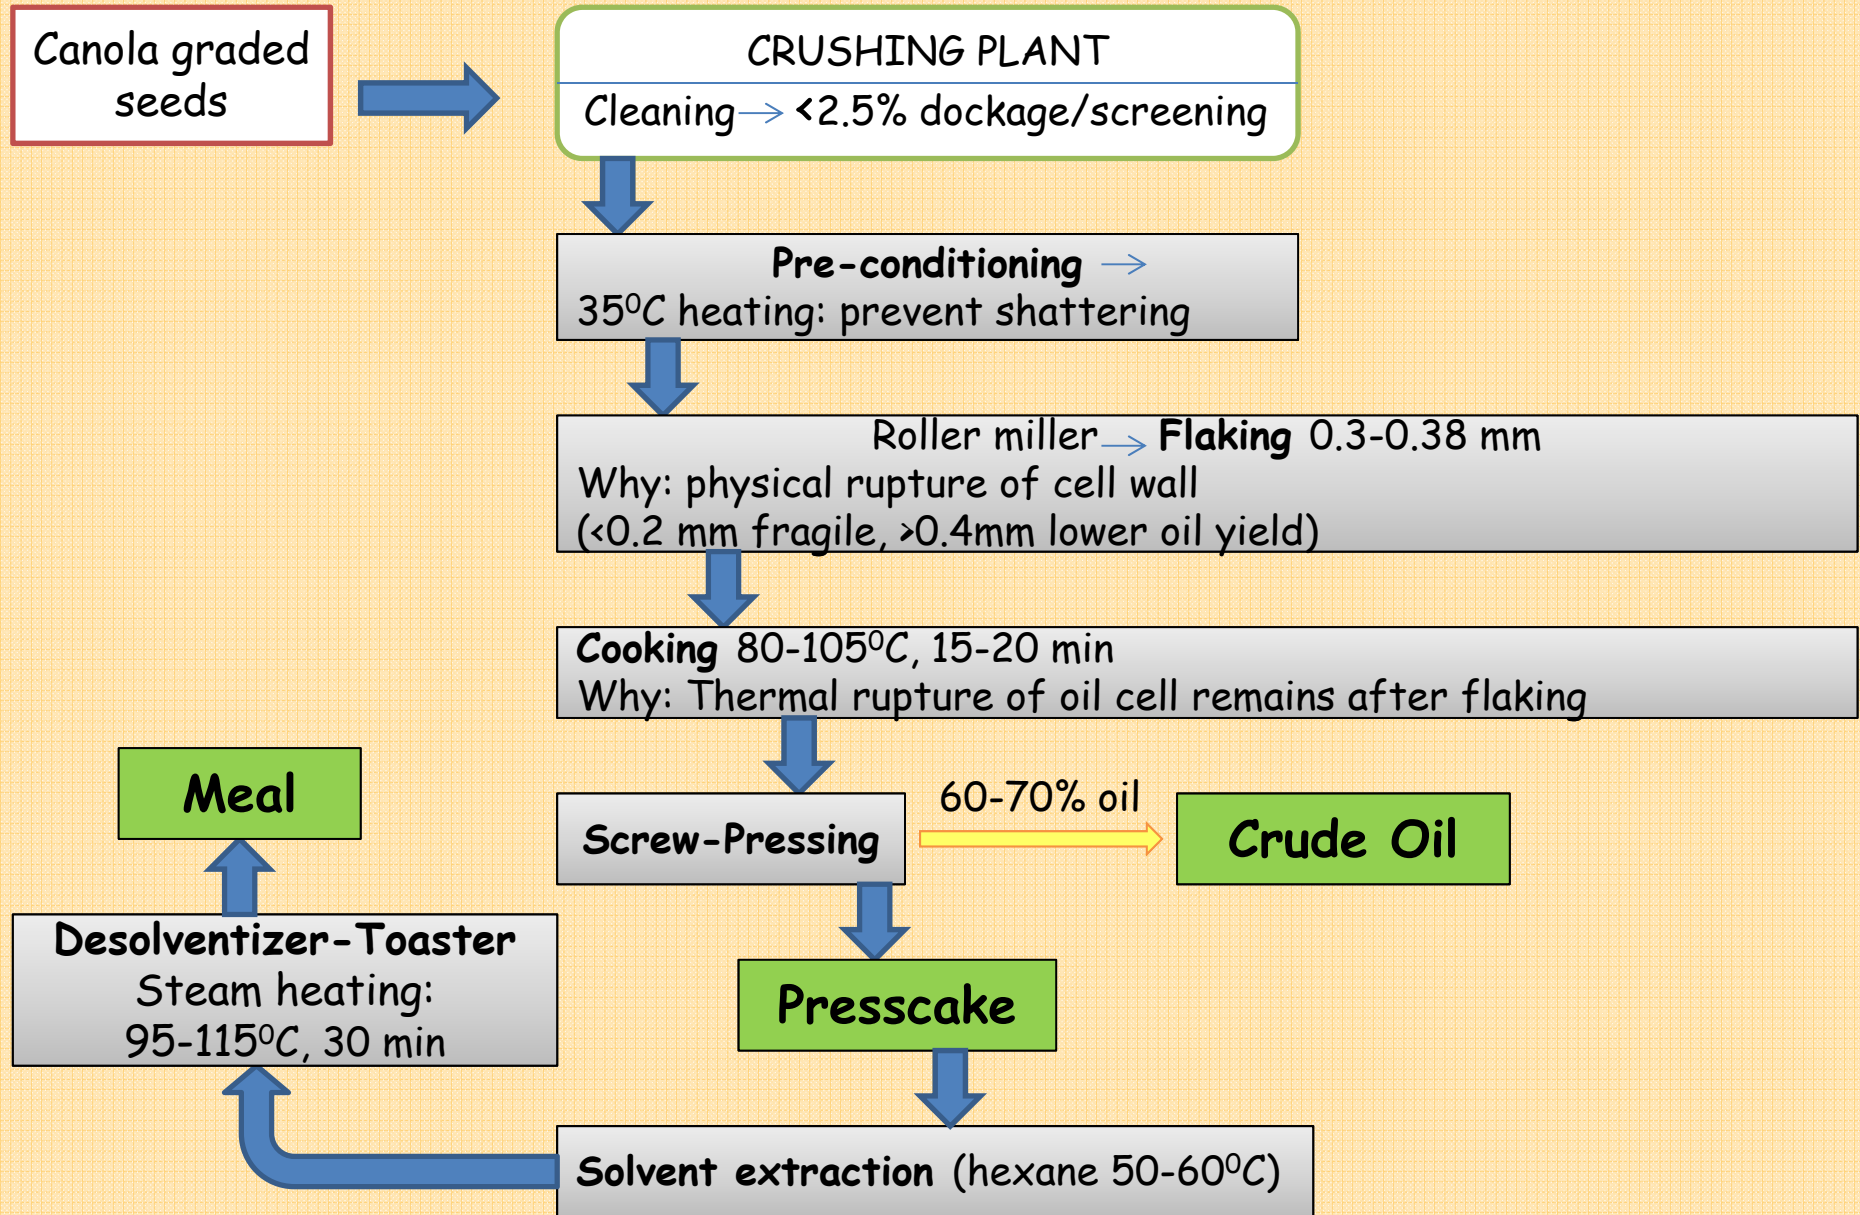 Canola graded
seeds
CRUSHING PLANT
Cleaning → <2.5% dockage/screening
Pre-conditioning →
35⁰C heating: prevent shattering
Roller miller → Flaking 0.3-0.38 mm
Why: physical rupture of cell wall
(<0.2 mm fragile, >0.4mm lower oil yield)
Cooking 80-105⁰C, 15-20 min
Why: Thermal rupture of oil cell remains after flaking
Screw-Pressing
60-70% oil
Crude Oil
Presscake
Solvent extraction (hexane 50-60⁰C)
Desolventizer-Toaster
Steam heating:
95-115⁰C, 30 min
Meal